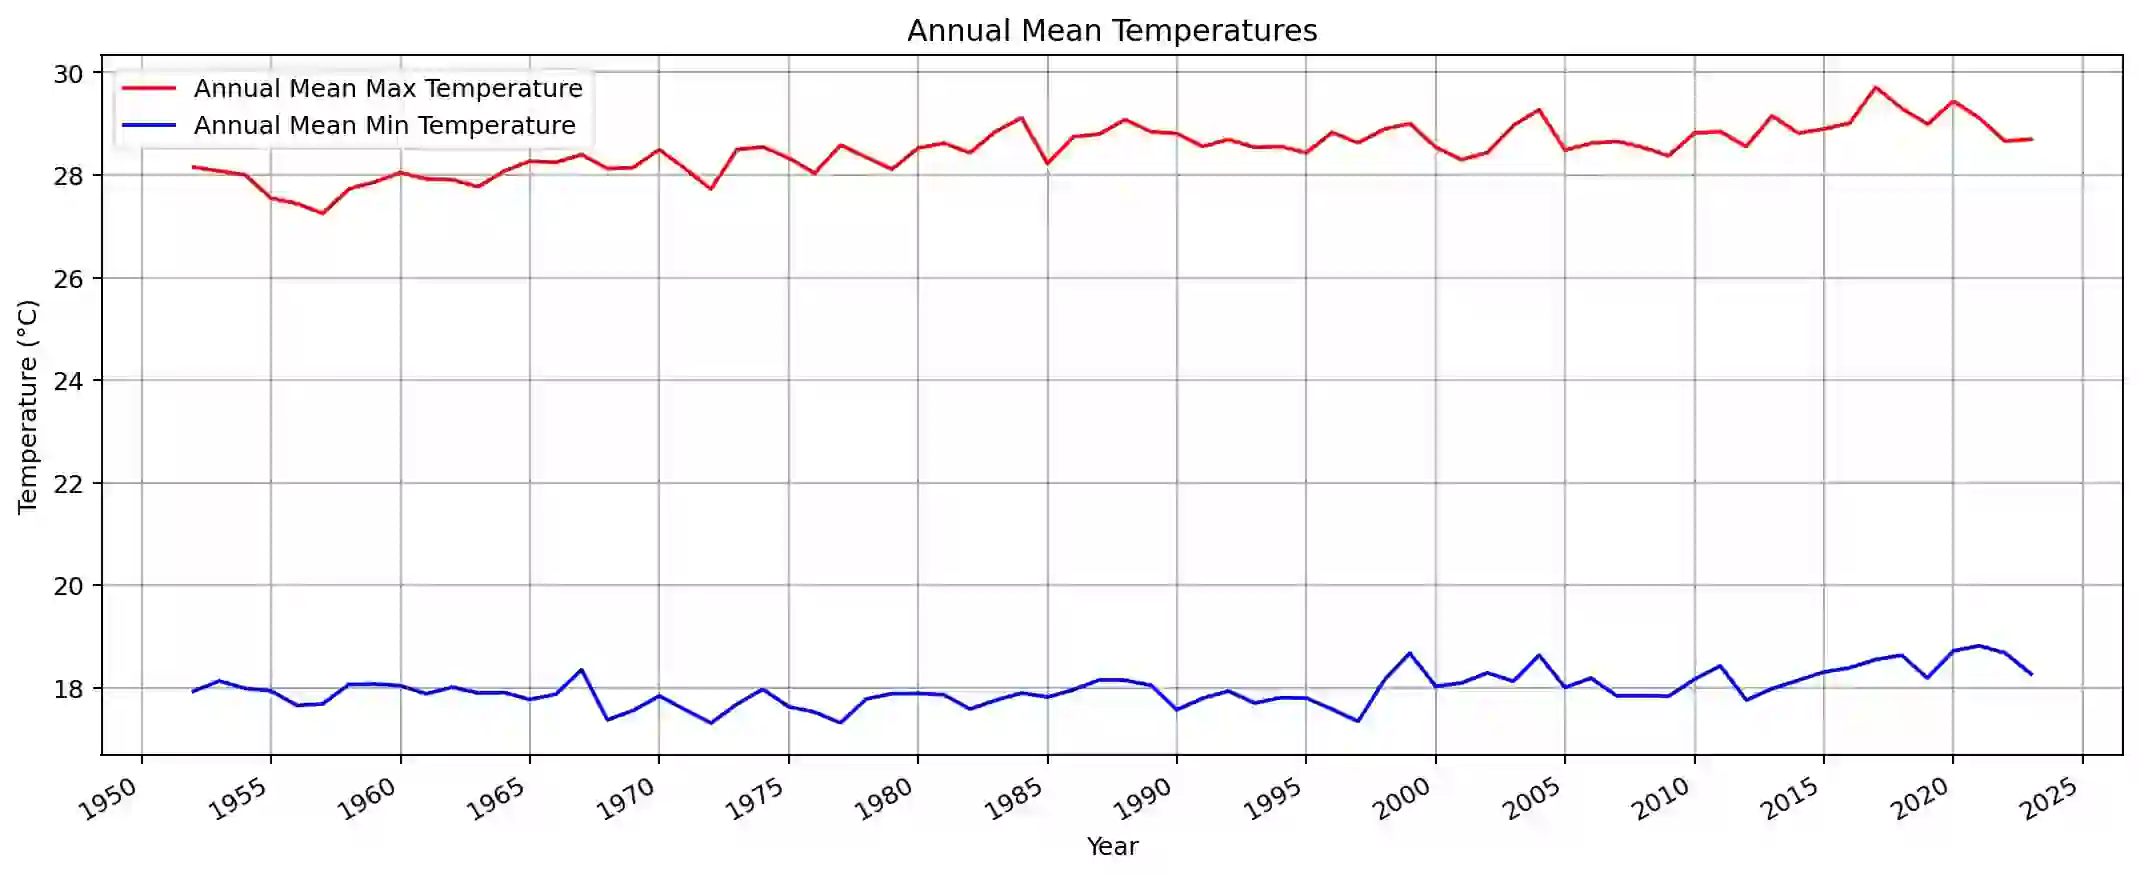 Annual Mean Temperatures
30
28
26
24
22
20
18
Temperature (°C)
Annual Mean Max Temperature
Annual Mean Min Temperature
1950 1955 1960 1965 1970 1975 1980 1985 1990 1995 2000 2005 2010 2015 2020 2025
Year